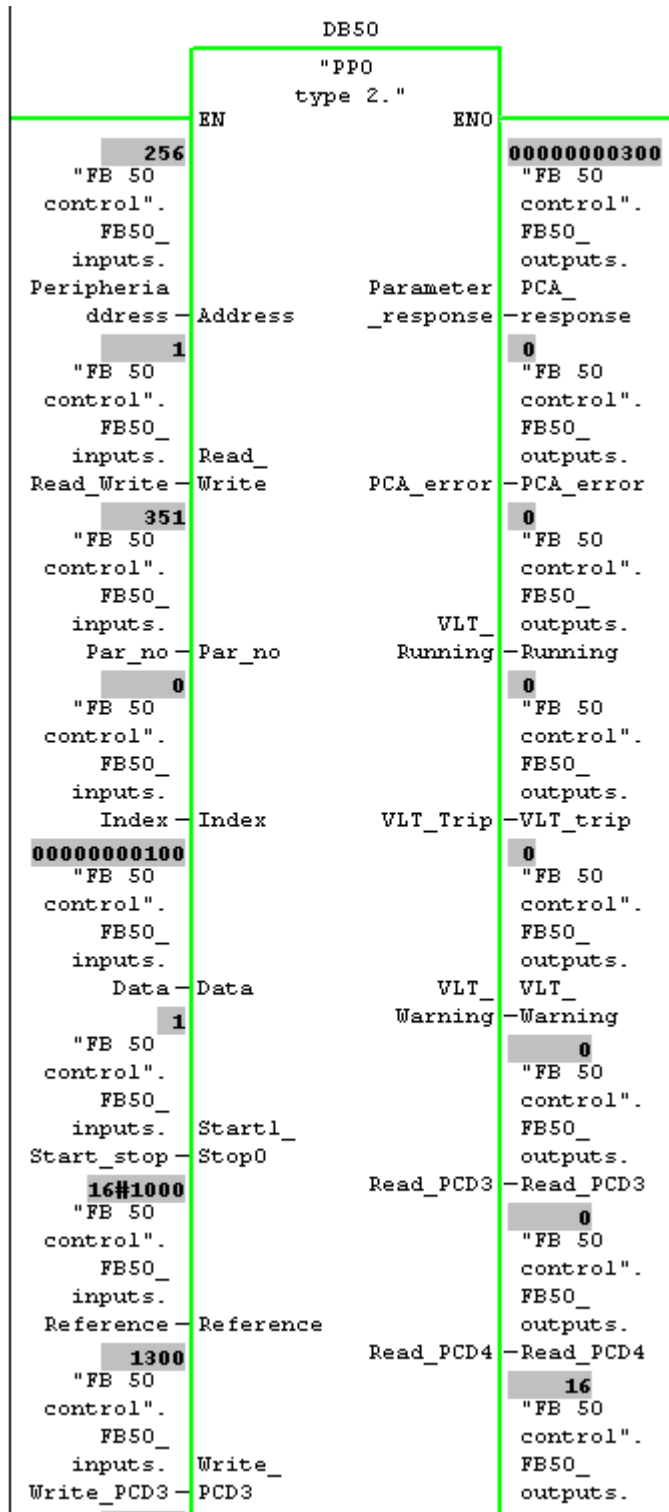 DB50
"PPO
type 2."
EN ENO
256 00000000300
"FB 50 "FB 50
control". control".
FB50_ FB50_
inputs. outputs.
Peripheria Parameter PCA_
ddress Address _response response
1 0
"FB 50 "FB 50
control". control".
FB50_ FB50_
inputs. Read_ outputs.
Read_Write Write PCA_error PCA_error
351 0
"FB 50 "FB 50
control". control".
FB50_ FB50_
inputs. VLT_ outputs.
Par_no Par_no Running Running
0 0
"FB 50 "FB 50
control". control".
FB50_ FB50_
inputs. outputs.
Index Index VLT_Trip VLT_trip
00000000100 0
"FB 50 "FB 50
control". control".
FB50_ FB50_
inputs. outputs.
Data Data VLT_ VLT_
1 Warning Warning
"FB 50 0
control". "FB 50
FB50_ control".
inputs. Start1_ FB50_
Start_stop Stop0 outputs.
16#1000 Read_PCD3 Read_PCD3
"FB 50 0
control". "FB 50
FB50_ control".
inputs. FB50_
Reference Reference outputs.
1300 Read_PCD4 Read_PCD4
"FB 50 16
control". "FB 50
FB50_ control".
inputs. Write_ FB50_
Write_PCD3 PCD3 outputs.